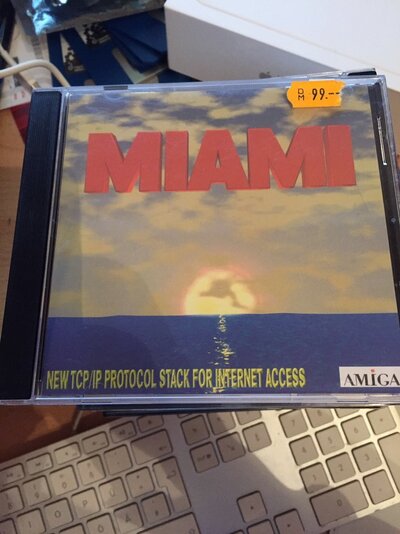 DM 99.--
MIAMI
NEW TCP/IP PROTOCOL STACK FOR INTERNET ACCESS
AMIGA